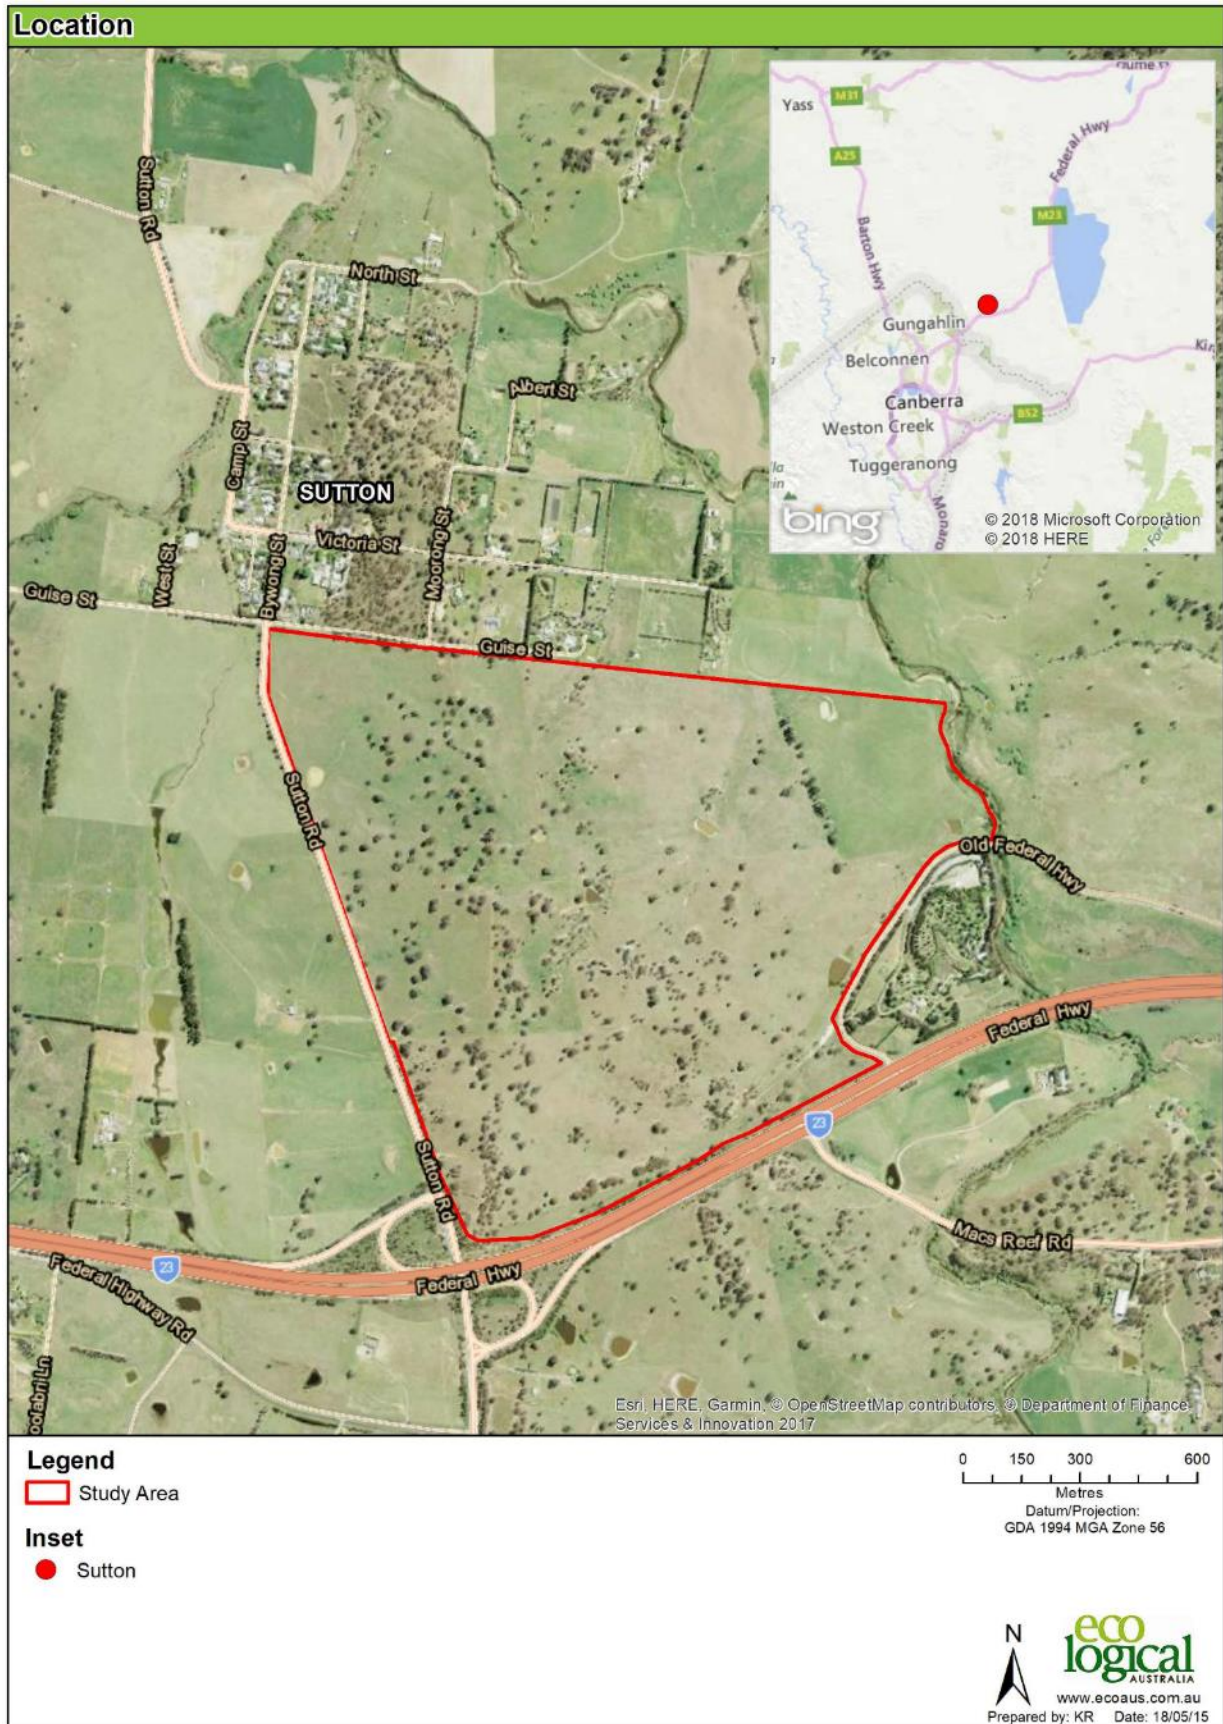 Location
Yass
M31
Hume
A25
Federal Hwy
M23
Barton Hwy
Gungahlin
Belconnen
Canberra
Weston Creek
B52
Tuggeranong
Monaro
bing
© 2018 Microsoft Corporation
© 2018 HERE
Sutton Rd
North St
Albert St
Camp St
SUTTON
Victoria St
Moorong St
West St
Bywong St
Guise St
Guise St
Sutton Rd
Old Federal Hwy
Federal Hwy
23
Sutton Rd
Macs Reef Rd
23
Federal Hwy
Federal Highway Rd
oofabri Ln
Esri, HERE, Garmin, © OpenStreetMap contributors, © Department of Finance,
Services & Innovation 2017
Legend
Study Area
Inset
Sutton
0 150 300 600
Metres
Datum/Projection:
GDA 1994 MGA Zone 56
N
eco
logical
AUSTRALIA
www.ecoaus.com.au
Prepared by: KR Date: 18/05/15